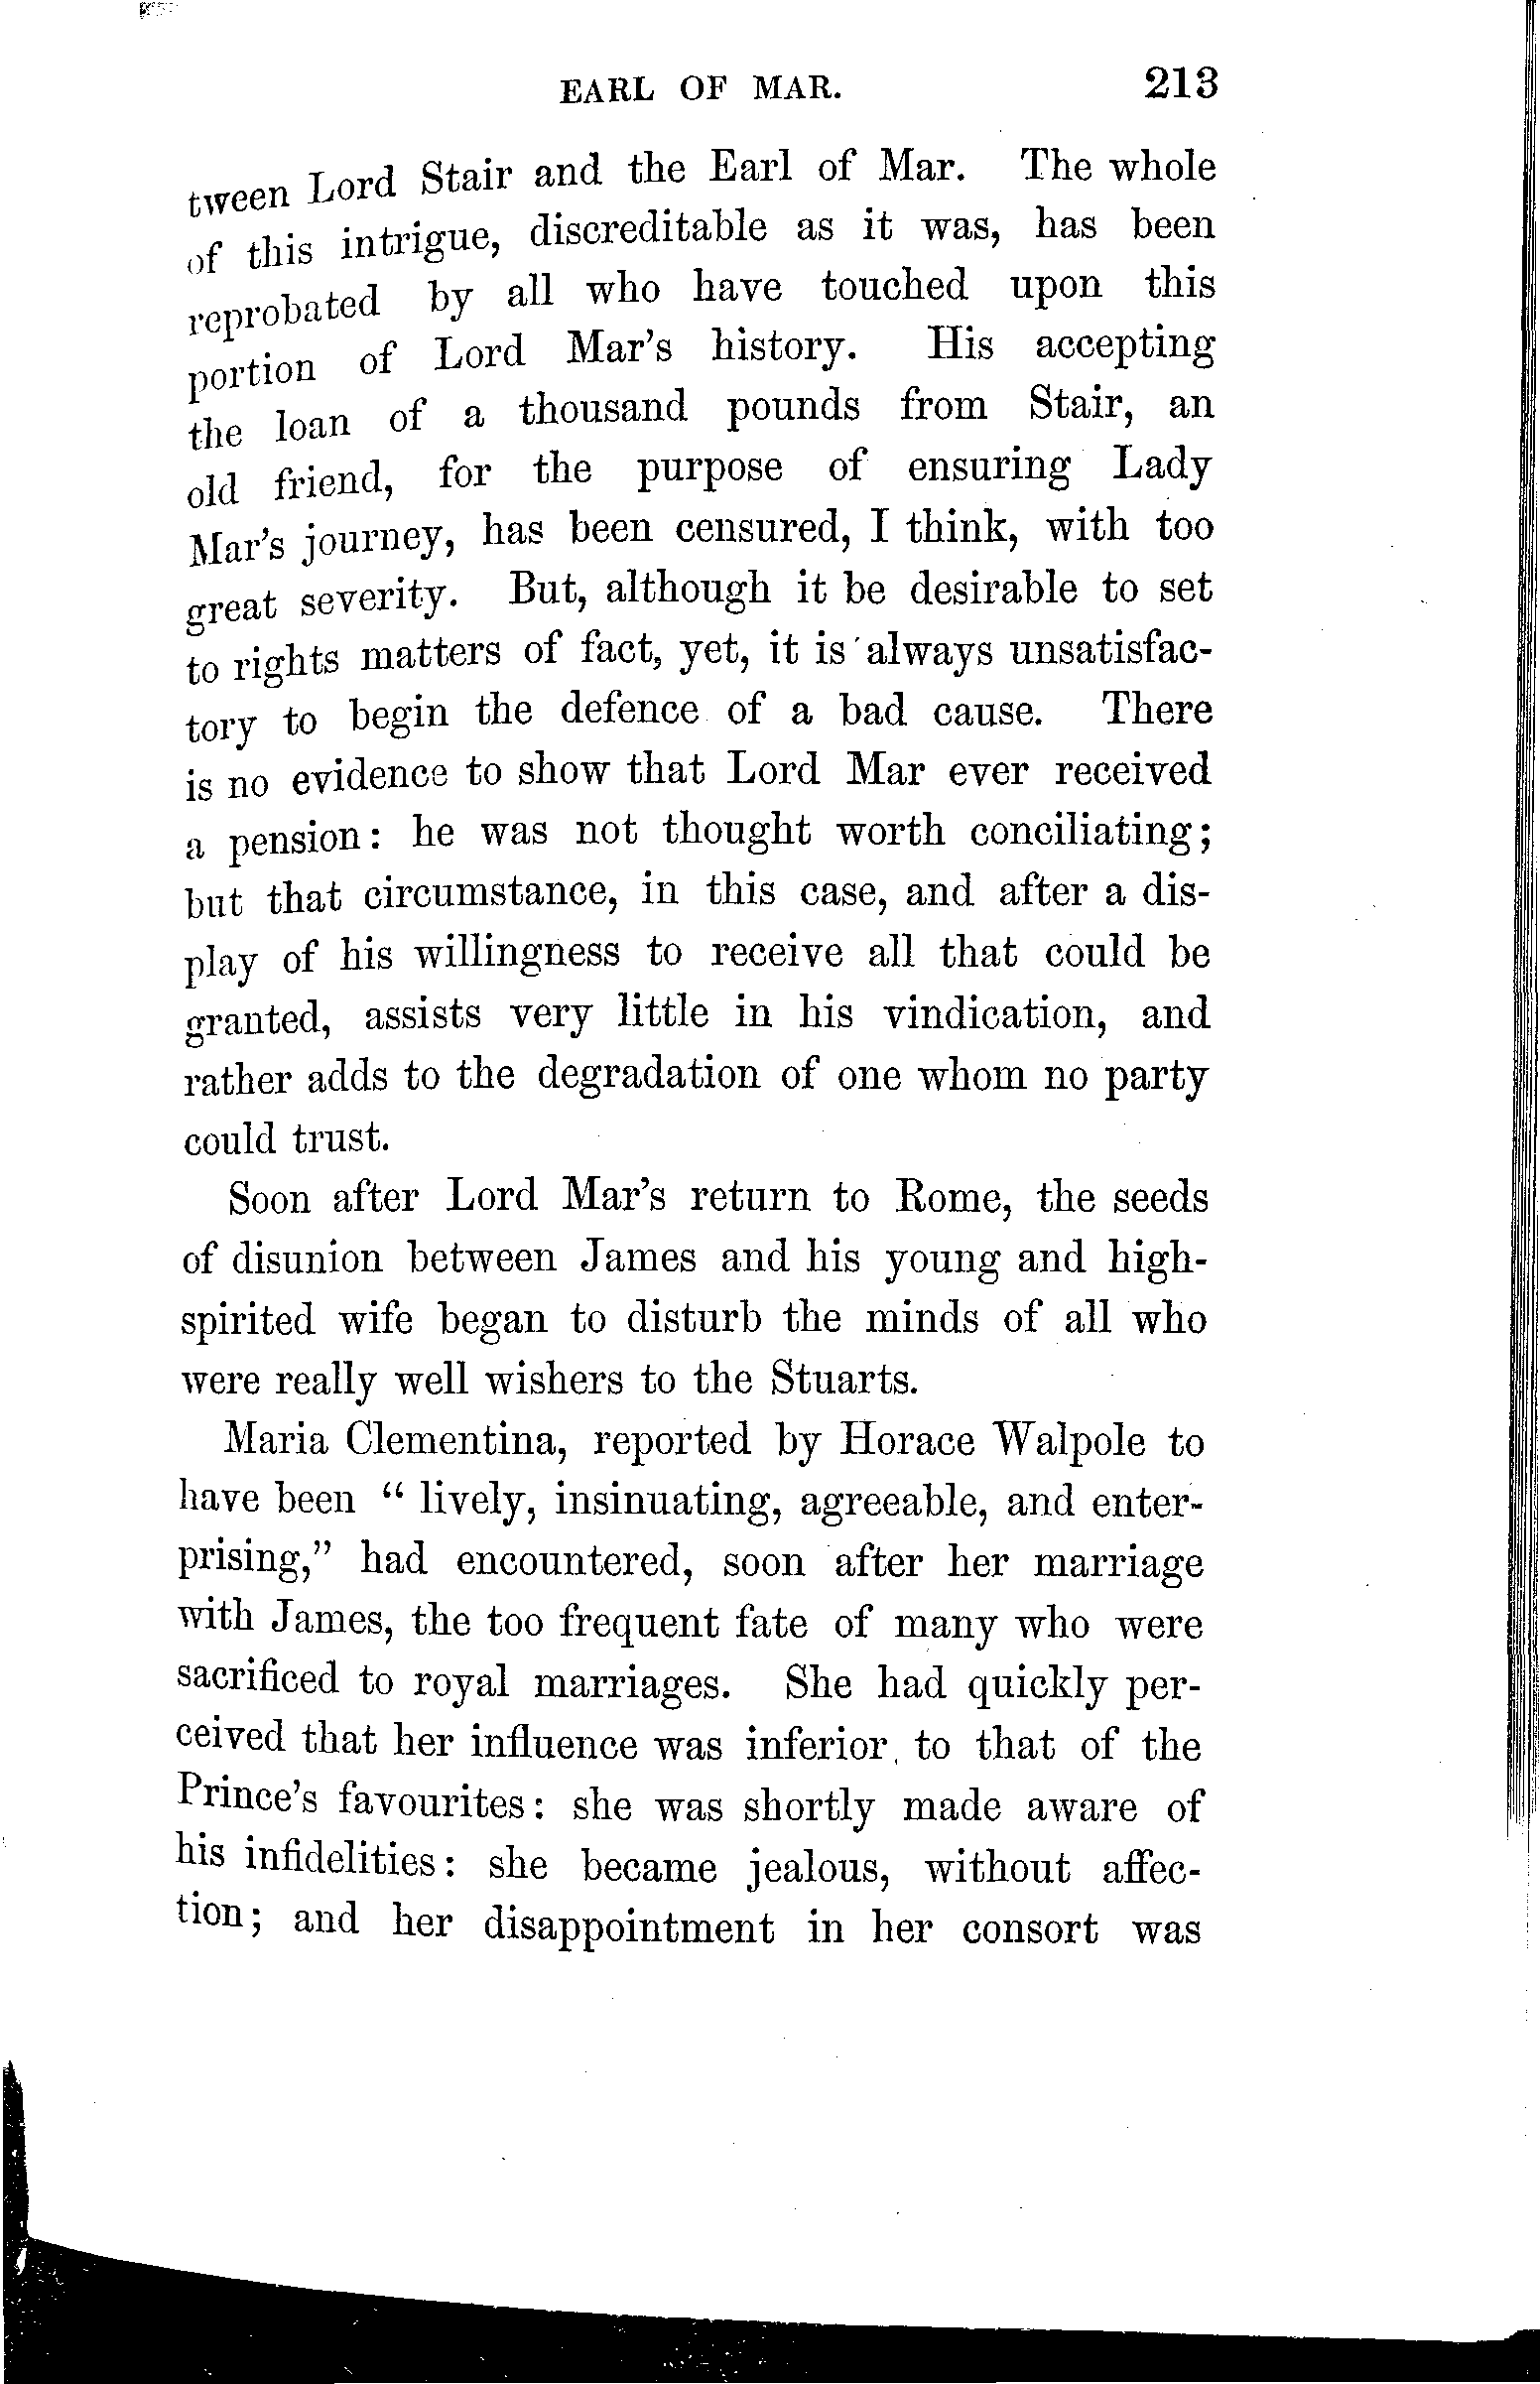 EARL OF MAR. 213
tween Lord Stair and the Earl of Mar. The whole
of this intrigue, discreditable as it was, has been
reprobated by all who have touched upon this
portion of Lord Mar's history. His accepting
the loan of a thousand pounds from Stair, an
old friend, for the purpose of ensuring Lady
Mar's journey, has been censured, I think, with too
great severity. But, although it be desirable to set
to rights matters of fact, yet, it is always unsatisfac-
tory to begin the defence of a bad cause. There
is no evidence to show that Lord Mar ever received
a pension: he was not thought worth conciliating;
but that circumstance, in this case, and after a dis-
play of his willingness to receive all that could be
granted, assists very little in his vindication, and
rather adds to the degradation of one whom no party
could trust.
Soon after Lord Mar's return to Rome, the seeds
of disunion between James and his young and high-
spirited wife began to disturb the minds of all who
were really well wishers to the Stuarts.
Maria Clementina, reported by Horace Walpole to
have been “ lively, insinuating, agreeable, and enter-
prising,” had encountered, soon after her marriage
with James, the too frequent fate of many who were
sacrificed to royal marriages. She had quickly per-
ceived that her influence was inferior to that of the
Prince's favourites: she was shortly made aware of
his infidelities: she became jealous, without affec-
tion; and her disappointment in her consort was